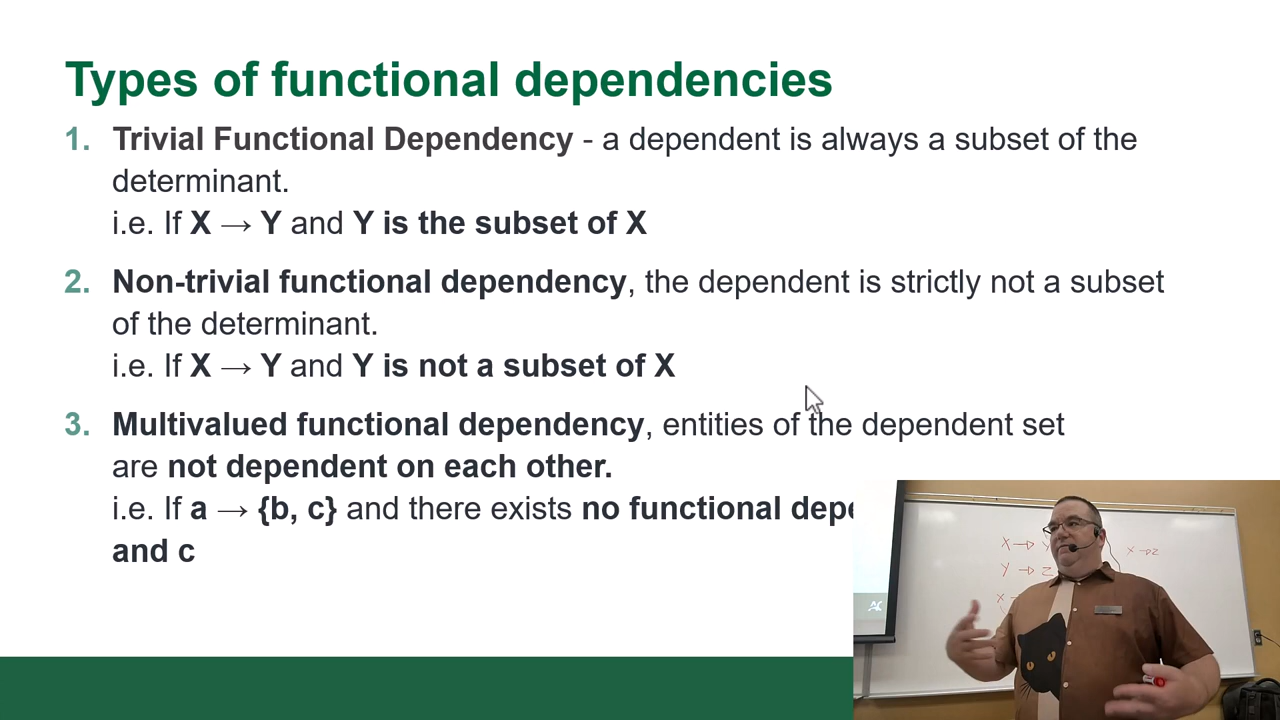 Types of functional dependencies
1. Trivial Functional Dependency - a dependent is always a subset of the
determinant.
i.e. If X → Y and Y is the subset of X
2. Non-trivial functional dependency, the dependent is strictly not a subset
of the determinant.
i.e. If X → Y and Y is not a subset of X
3. Multivalued functional dependency, entities of the dependent set
are not dependent on each other.
i.e. If a → {b, c} and there exists no functional
and c
X → Y
X → Z
Y → Z
X →